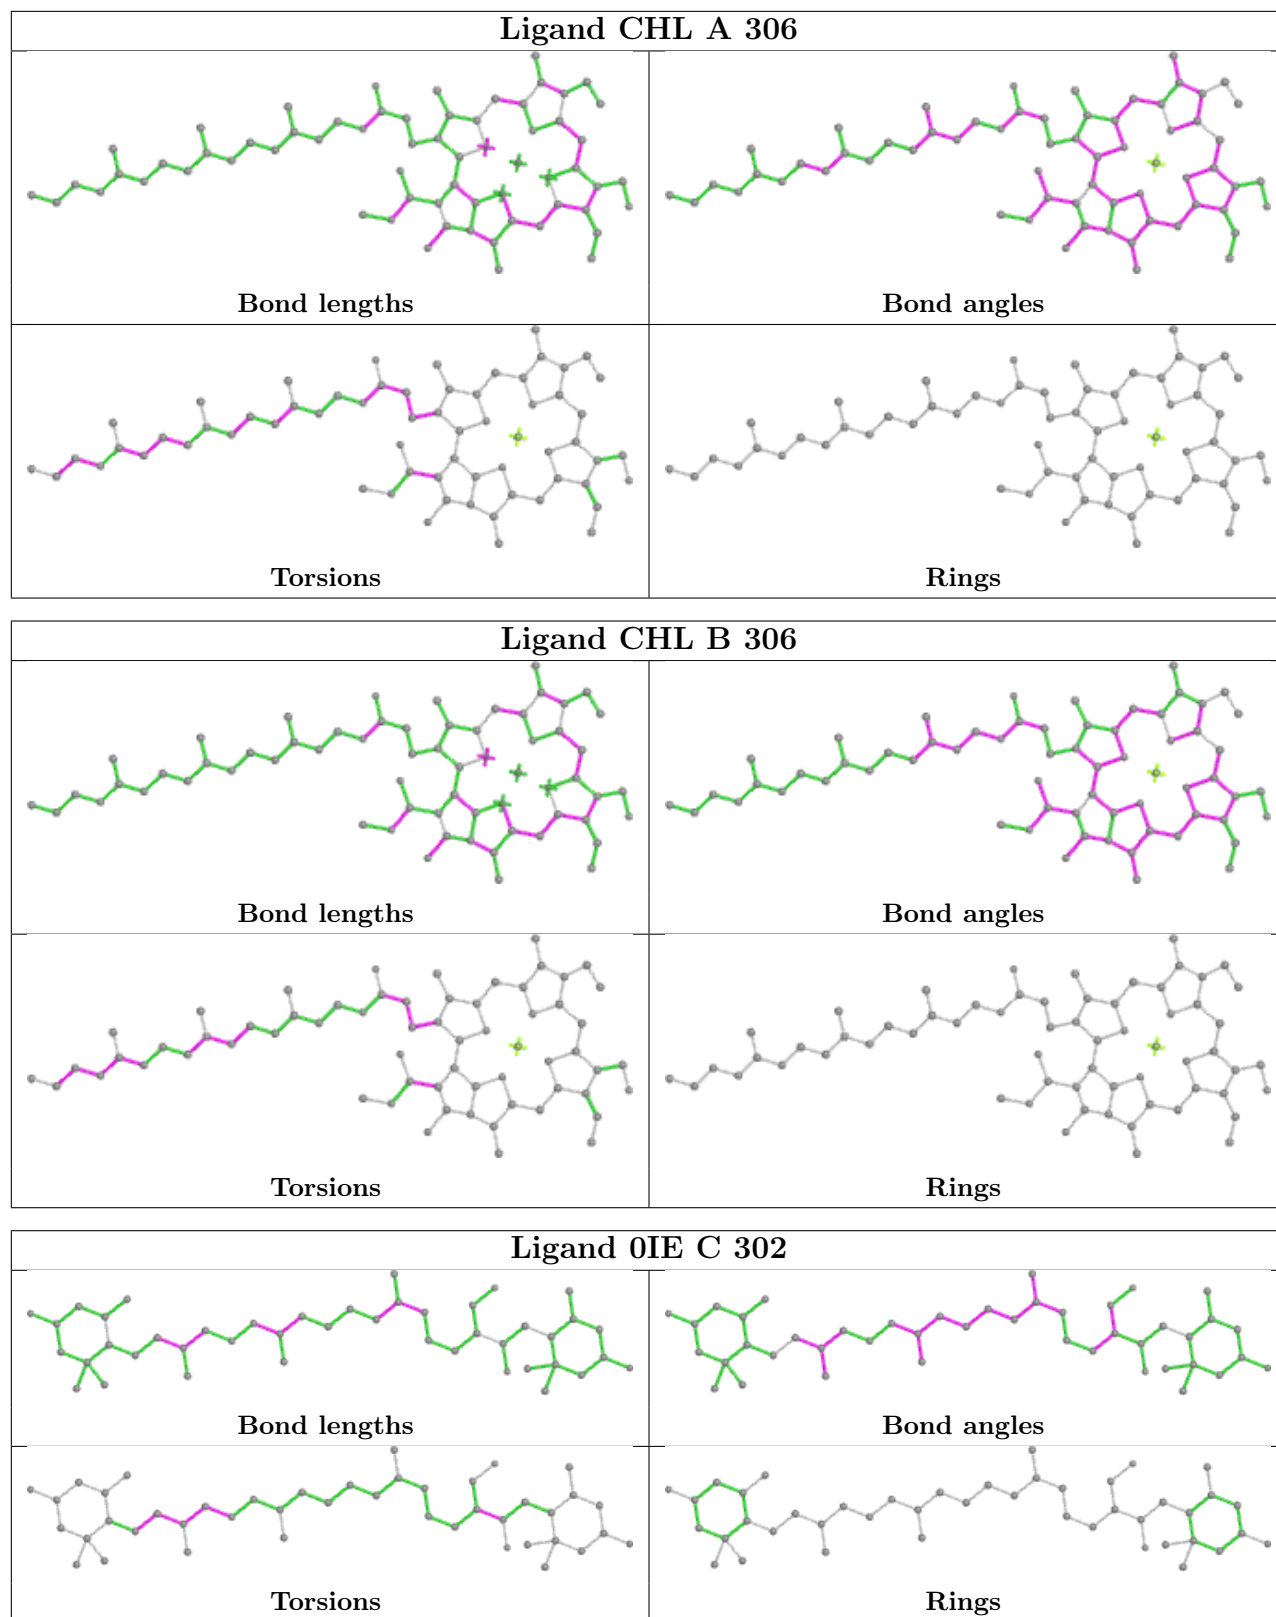 Ligand CHL A 306
Bond lengths
Bond angles
Torsions
Rings
Ligand CHL B 306
Bond lengths
Bond angles
Torsions
Rings
Ligand 0IE C 302
Bond lengths
Bond angles
Torsions
Rings